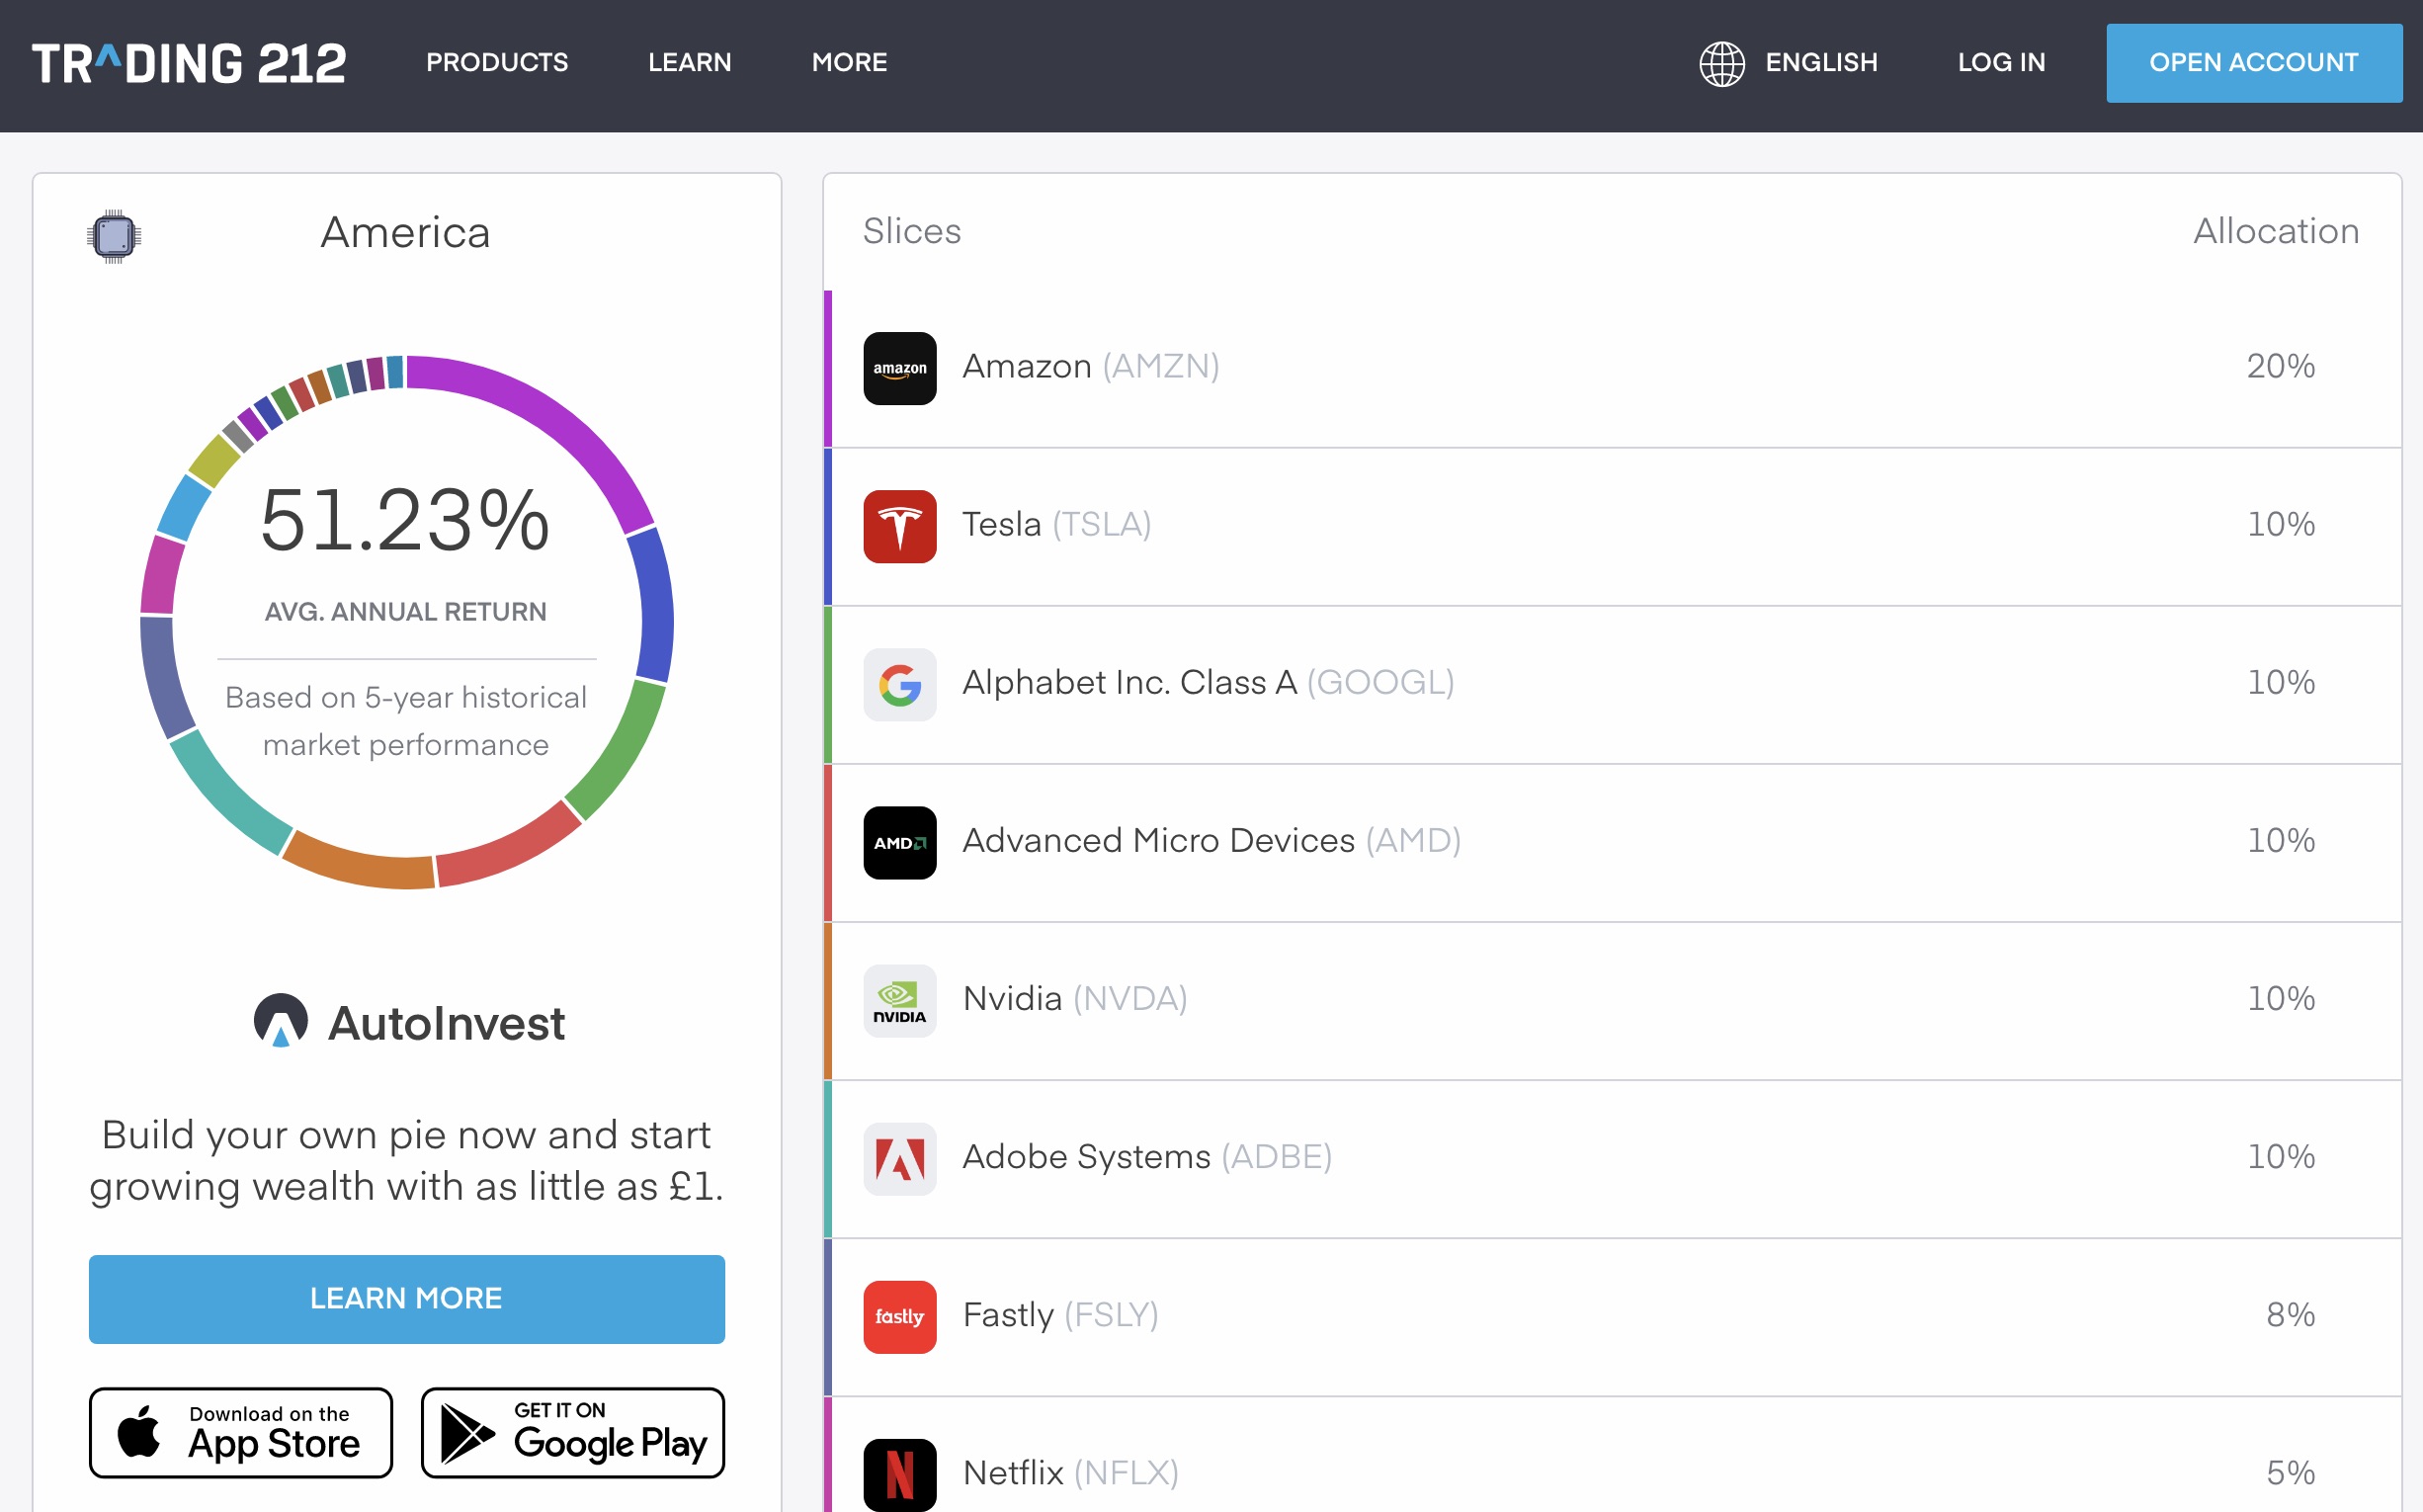 TRADING 212
PRODUCTS
LEARN
MORE
ENGLISH
LOG IN
OPEN ACCOUNT
America
51.23%
AVG. ANNUAL RETURN
Based on 5-year historical
market performance
AutoInvest
Build your own pie now and start
growing wealth with as little as £1.
LEARN MORE
Download on the
App Store
GET IT ON
Google Play
Slices
Allocation
amazon
Amazon (AMZN)
20%
Tesla (TSLA)
10%
Alphabet Inc. Class A (GOOGL)
10%
AMD
Advanced Micro Devices (AMD)
10%
NVIDIA
Nvidia (NVDA)
10%
Adobe Systems (ADBE)
10%
fastly
Fastly (FSLY)
8%
Netflix (NFLX)
5%